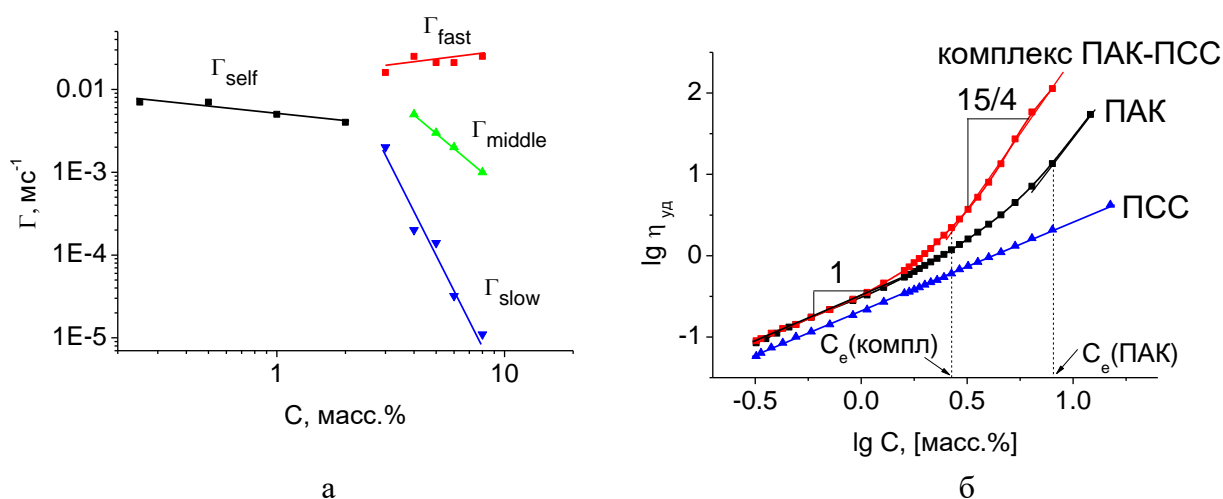 Γfast
Γself
Γmiddle
Γslow
0.01
1E-3
1E-4
1E-5
Γ, мс-1
1
10
C, масс.%
а
комплекс ПАК-ПСС
15/4
ПАК
ПСС
1
Ce(компл)
Ce(ПАК)
2
1
0
-1
lg ηуд
-0.5
0.0
0.5
1.0
lg C, [масс.%]
б